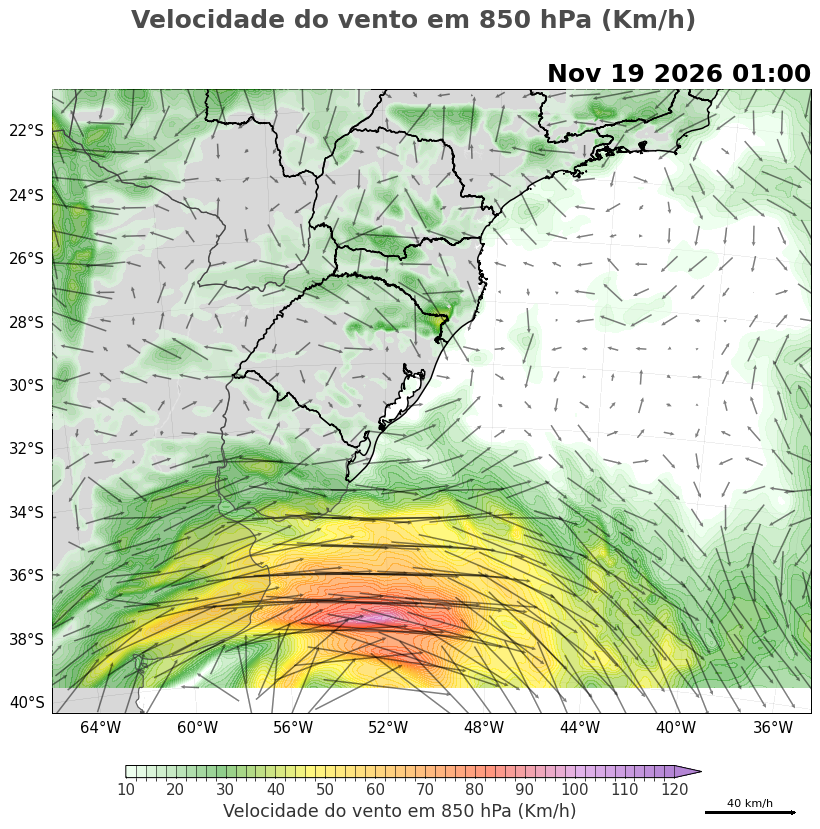 Velocidade do vento em 850 hPa (Km/h)
Nov 19 2026 01:00
22°S
24°S
26°S
28°S
30°S
32°S
34°S
36°S
38°S
40°S
64°W 60°W 56°W 52°W 48°W 44°W 40°W 36°W
10 20 30 40 50 60 70 80 90 100 110 120
Velocidade do vento em 850 hPa (Km/h)
40 km/h